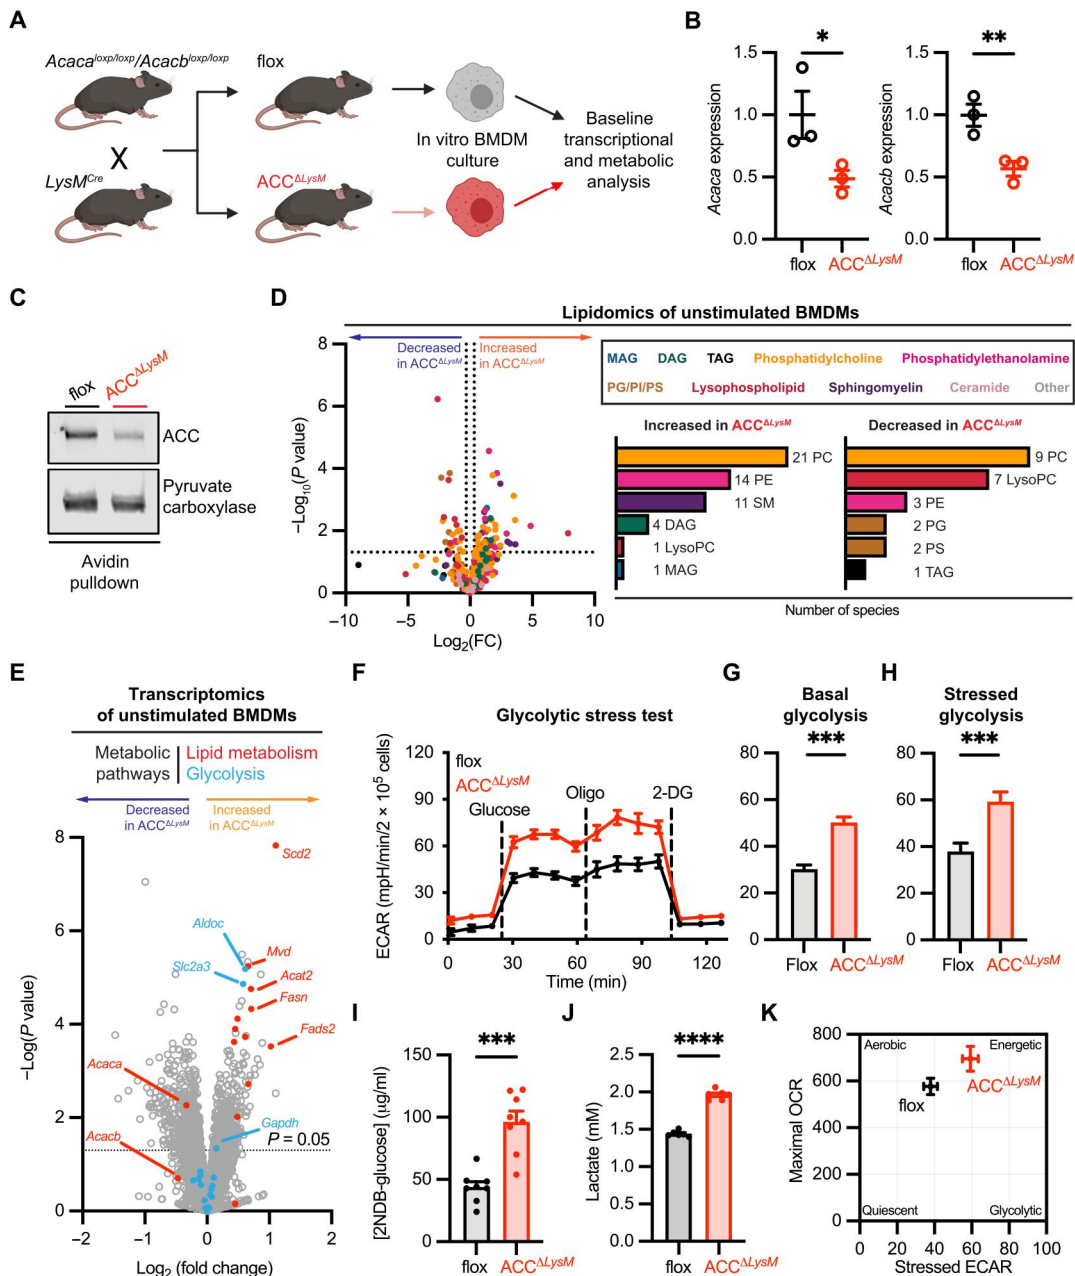 A
Acaca^loxp/loxp/Acacb^loxp/loxp
flox
X
LysM^Cre
ACC^ΔLysM
In vitro BMDM
culture
Baseline
transcriptional
and metabolic
analysis
B
*
1.5
1.0
0.5
0.0
Acaca expression
flox
ACC^ΔLysM
**
1.5
1.0
0.5
0.0
Acacb expression
flox
ACC^ΔLysM
C
flox
ACC^ΔLysM
ACC
Pyruvate
carboxylase
Avidin
pulldown
D
Lipidomics of unstimulated BMDMs
Decreased
in ACC^ΔLysM
Increased
in ACC^ΔLysM
8
6
4
2
0
−Log10(P value)
−10
−5
0
5
10
Log2(FC)
MAG DAG TAG Phosphatidylcholine Phosphatidylethanolamine
PG/PI/PS Lysophospholipid Sphingomyelin Ceramide Other
Increased in ACC^ΔLysM
21 PC
14 PE
11 SM
4 DAG
1 LysoPC
1 MAG
Decreased in ACC^ΔLysM
9 PC
7 LysoPC
3 PE
2 PG
2 PS
1 TAG
Number of species
E
Transcriptomics
of unstimulated BMDMs
Metabolic
pathways
Lipid metabolism
Glycolysis
Decreased
in ACC^ΔLysM
Increased
in ACC^ΔLysM
8
6
4
2
0
−Log(P value)
Scd2
Aldoc
Mvd
Slc2a3
Acat2
Fasn
Fads2
Acaca
Gapdh
Acacb
P = 0.05
−2
−1
0
1
2
Log2 (fold change)
F
Glycolytic stress test
120
90
60
30
0
ECAR (mpH/min/2 × 10^5 cells)
flox
ACC^ΔLysM
Glucose
Oligo
2-DG
0
30
60
90
120
Time (min)
G
Basal
glycolysis
***
80
60
40
20
0
Flox
ACC^ΔLysM
H
Stressed
glycolysis
***
80
60
40
20
0
Flox
ACC^ΔLysM
I
***
150
100
50
0
[2NDB-glucose] (μg/ml)
flox
ACC^ΔLysM
J
****
2.5
2.0
1.5
1.0
0.5
0.0
Lactate (mM)
flox
ACC^ΔLysM
K
800
600
400
200
0
Maximal OCR
Aerobic
Energetic
ACC^ΔLysM
flox
Quiescent
Glycolytic
0
20
40
60
80
100
Stressed ECAR